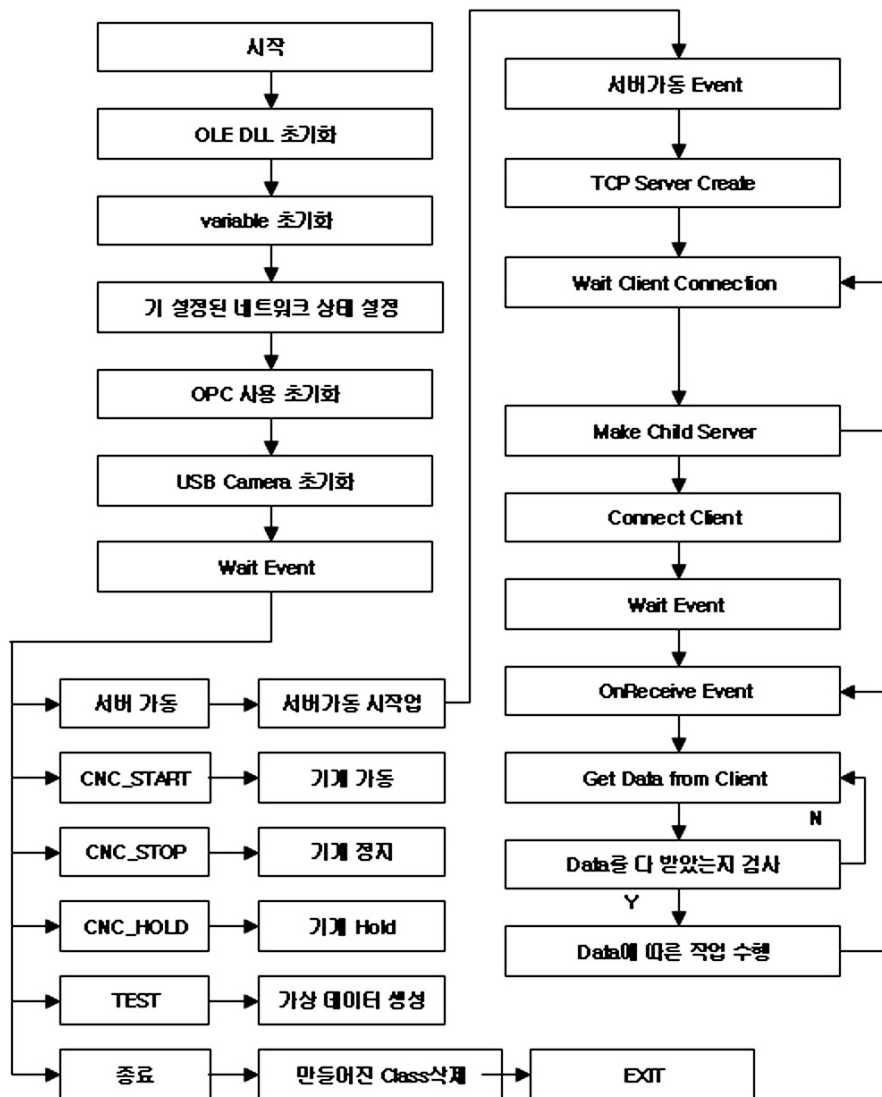 시작
OLE DLL 초기화
variable 초기화
기 설정된 네트워크 상태 설정
OPC 사용 초기화
USB Camera 초기화
Wait Event
서버 가동
서버가동 시작업
CNC_START
기계 가동
CNC_STOP
기계 정지
CNC_HOLD
기계 Hold
TEST
가상 데이터 생성
종료
만들어진 Class삭제
EXIT
서버가동 Event
TCP Server Create
Wait Client Connection
Make Child Server
Connect Client
Wait Event
OnReceive Event
Get Data from Client
N
Data를 다 받았는지 검사
Y
Data에 따른 작업 수행